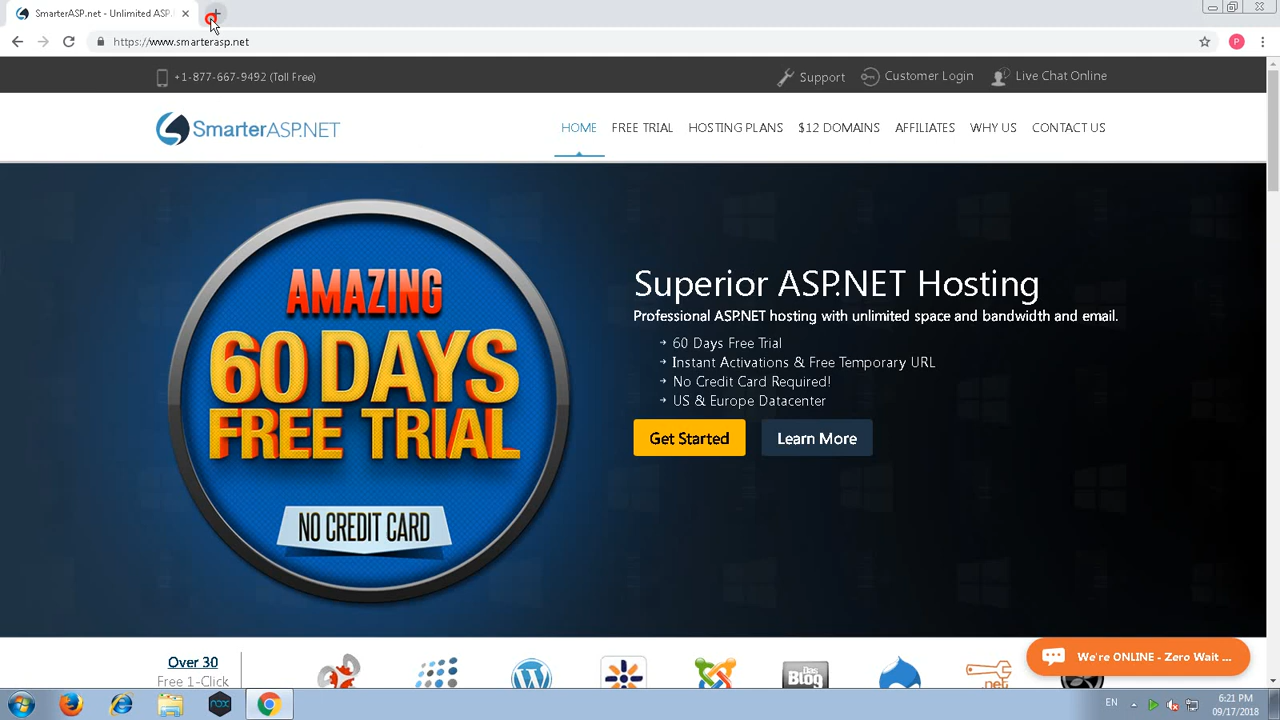 SmarterASP.net - Unlimited ASP.
https://www.smarterasp.net
P
+1-877-667-9492 (Toll Free)
Support
Customer Login
Live Chat Online
SmarterASP.NET
HOME
FREE TRIAL
HOSTING PLANS
$12 DOMAINS
AFFILIATES
WHY US
CONTACT US
AMAZING
60 DAYS
FREE TRIAL
NO CREDIT CARD
Superior ASP.NET Hosting
Professional ASP.NET hosting with unlimited space and bandwidth and email.
60 Days Free Trial
Instant Activations & Free Temporary URL
No Credit Card Required!
US & Europe Datacenter
Get Started
Learn More
Over 30
Free 1-Click
Das
Blog
.net
We're ONLINE - Zero Wait ...
nox
EN
6:21 PM
09/17/2018